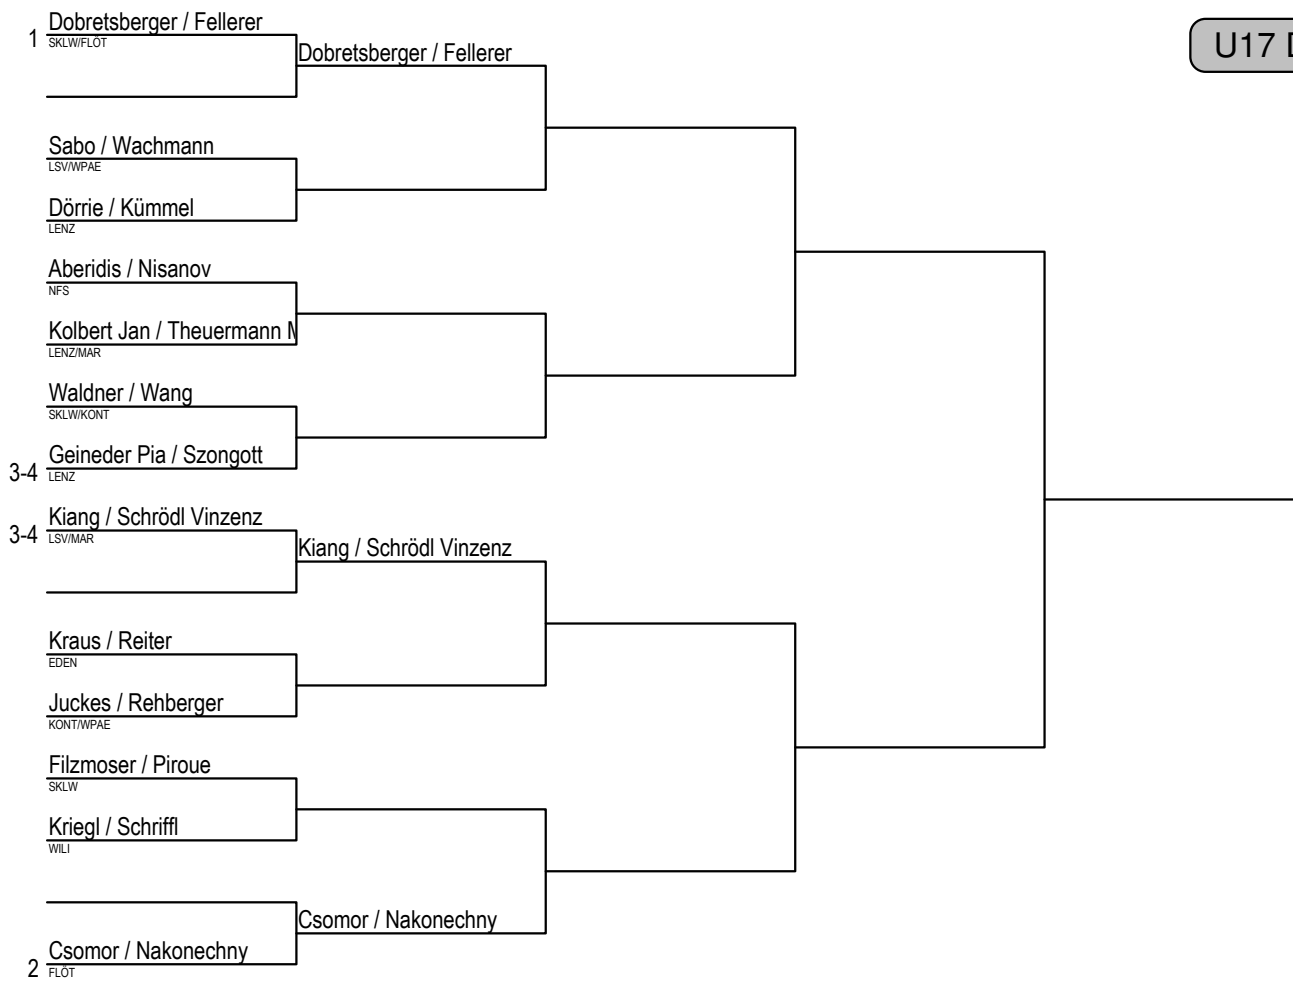 Dobretsberger / Fellerer
1
SKLW/FLÖT
Dobretsberger / Fellerer
U17 D
Sabo / Wachmann
LSV/WPAE
Dörrie / Kümmel
LENZ
Aberidis / Nisanov
NFS
Kolbert Jan / Theuermann M
LENZ/MAR
Waldner / Wang
SKLW/KONT
Geineder Pia / Szongott
3-4
LENZ
Kiang / Schrödl Vinzenz
3-4
LSV/MAR
Kiang / Schrödl Vinzenz
Kraus / Reiter
EDEN
Juckes / Rehberger
KONT/WPAE
Filzmoser / Piroue
SKLW
Kriegl / Schriffl
WILI
Csomor / Nakonechny
Csomor / Nakonechny
2
FLÖT